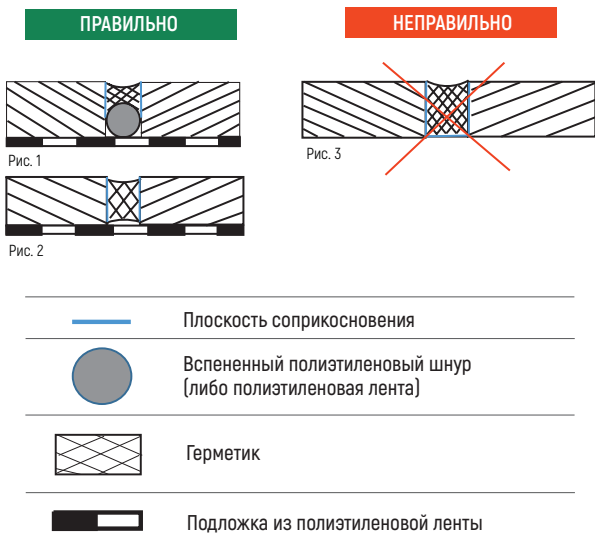 ПРАВИЛЬНО
НЕПРАВИЛЬНО
Рис. 1
Рис. 3
Рис. 2
Плоскость соприкосновения
Вспененный полиэтиленовый шнур
(либо полиэтиленовая лента)
Герметик
Подложка из полиэтиленовой ленты